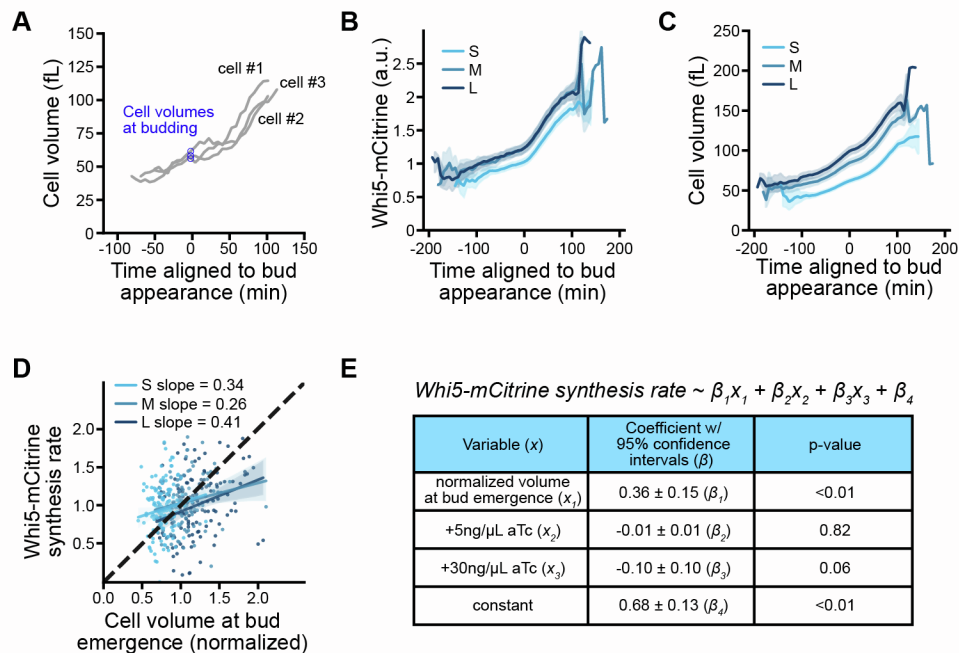 A
Cell volume (fL)
150
125
100
75
50
25
0
-100
-50
0
50
100
150
cell #1
cell #3
cell #2
Cell volumes
at budding
Time aligned to bud
appearance (min)
B
Whi5-mCitrine (a.u.)
2.5
2
1.5
1
0.5
0
-200
-100
0
100
200
S
M
L
Time aligned to bud
appearance (min)
C
Cell volume (fL)
250
200
150
100
50
0
-200
-100
0
100
200
S
M
L
Time aligned to bud
appearance (min)
D
S slope = 0.34
M slope = 0.26
L slope = 0.41
Whi5-mCitrine
synthesis rate
2.0
1.5
1.0
0.5
0.0
0.5
1.0
1.5
2.0
Cell volume at bud
emergence (normalized)
E
Whi5-mCitrine synthesis rate ~ β₁x₁ + β₂x₂ + β₃x₃ + β₄
Variable (x)
Coefficient w/
95% confidence
intervals (β)
p-value
normalized volume
at bud emergence (x₁)
0.36 ± 0.15 (β₁)
<0.01
+5ng/µL aTc (x₂)
-0.01 ± 0.01 (β₂)
0.82
+30ng/µL aTc (x₃)
-0.10 ± 0.10 (β₃)
0.06
constant
0.68 ± 0.13 (β₄)
<0.01